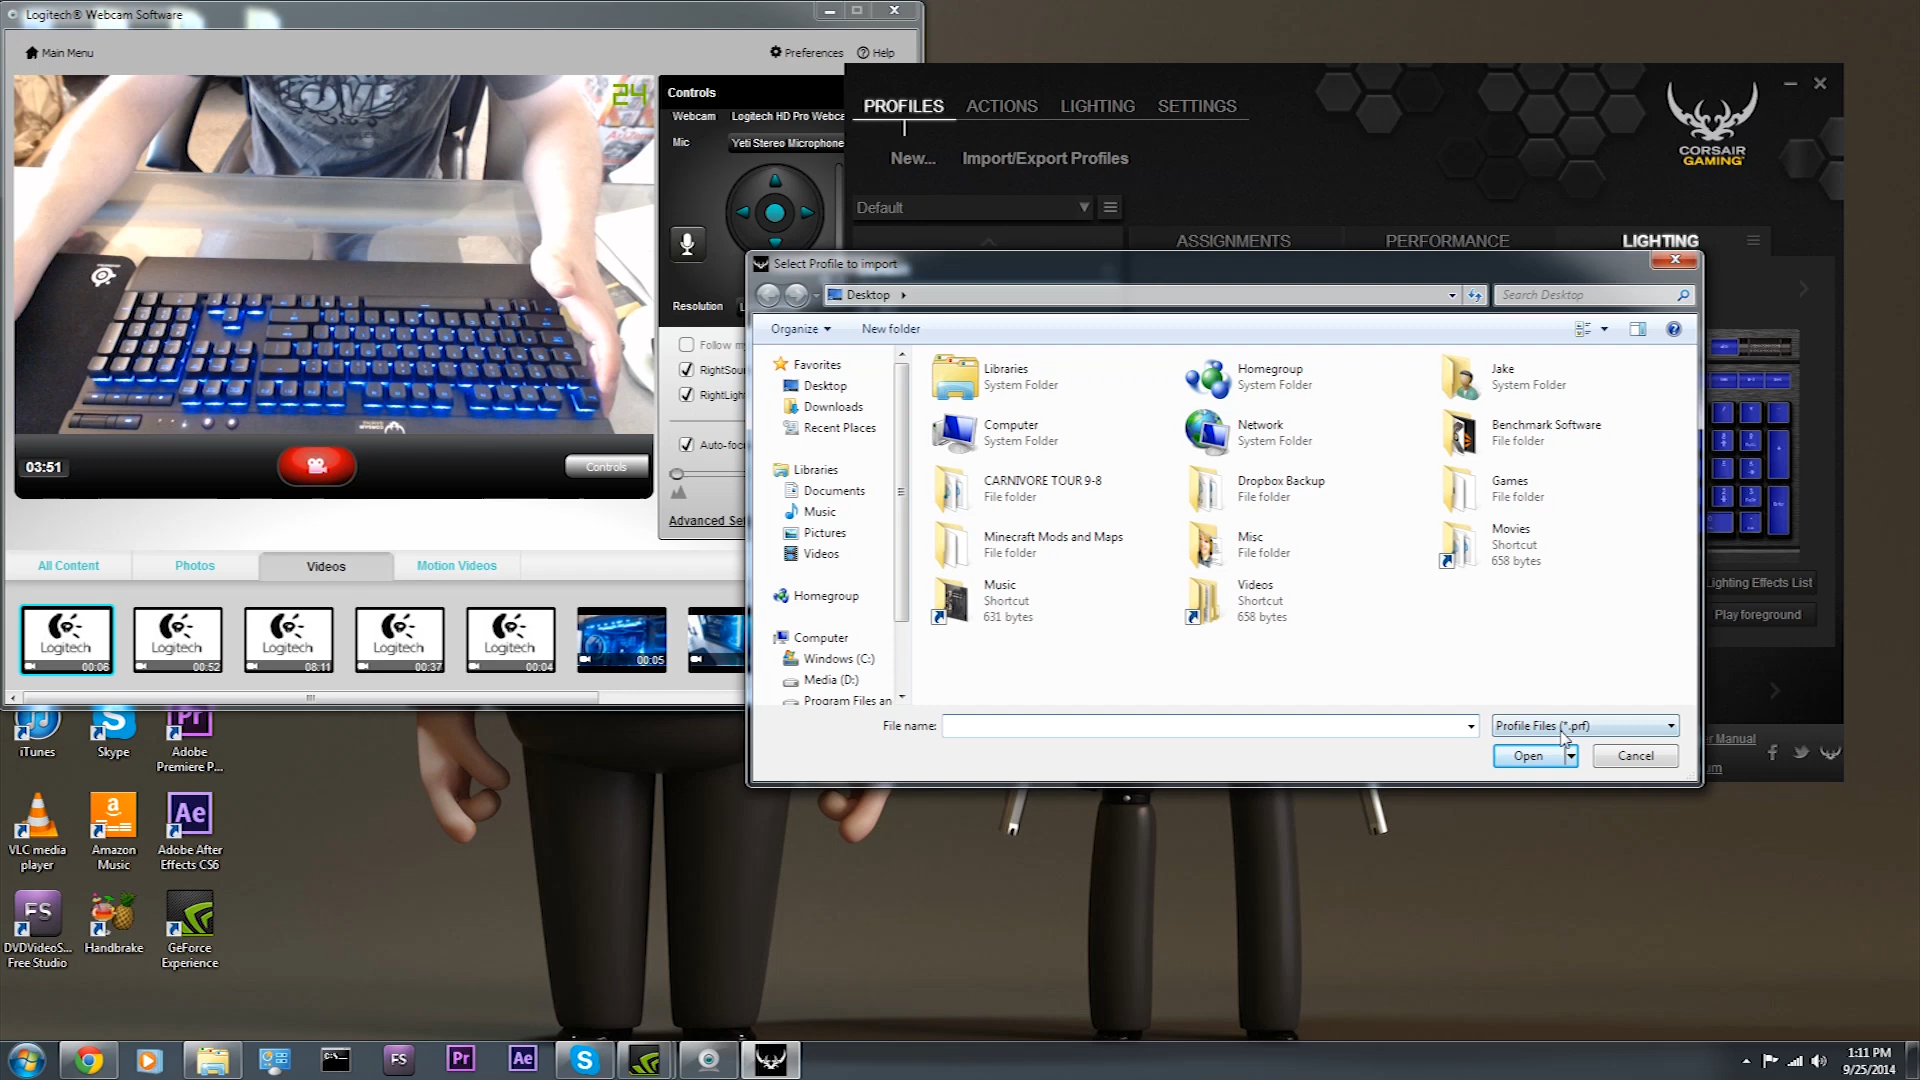 Logitech® Webcam Software
Main Menu
Preferences
Help
24
Controls
Webcam
Logitech HD Pro Webca
Mic
Yeti Stereo Microphone
Resolution
Follow my
RightSou
RightLigh
Auto-foc
Advanced Set
03:51
Controls
All Content
Photos
Videos
Motion Videos
Logitech
00:06
Logitech
00:52
Logitech
08:11
Logitech
00:37
Logitech
00:04
00:05
PROFILES
ACTIONS
LIGHTING
SETTINGS
CORSAIR
GAMING
New...
Import/Export Profiles
Default
ASSIGNMENTS
PERFORMANCE
LIGHTING
Lighting Effects List
Play foreground
r Manual
um
Select Profile to import
Desktop
Search Desktop
Organize
New folder
Favorites
Desktop
Downloads
Recent Places
Libraries
Documents
Music
Pictures
Videos
Homegroup
Computer
Windows (C:)
Media (D:)
Program Files an
Libraries
System Folder
Homegroup
System Folder
Jake
System Folder
Computer
System Folder
Network
System Folder
Benchmark Software
File folder
CARNIVORE TOUR 9-8
File folder
Dropbox Backup
File folder
Games
File folder
Minecraft Mods and Maps
File folder
Misc
File folder
Movies
Shortcut
658 bytes
Music
Shortcut
631 bytes
Videos
Shortcut
658 bytes
File name:
Profile Files (*.prf)
Open
Cancel
iTunes
Skype
Adobe
Premiere P...
VLC media
player
Amazon
Music
Adobe After
Effects CS6
DVDVideoS...
Free Studio
Handbrake
GeForce
Experience
1:11 PM
9/25/2014